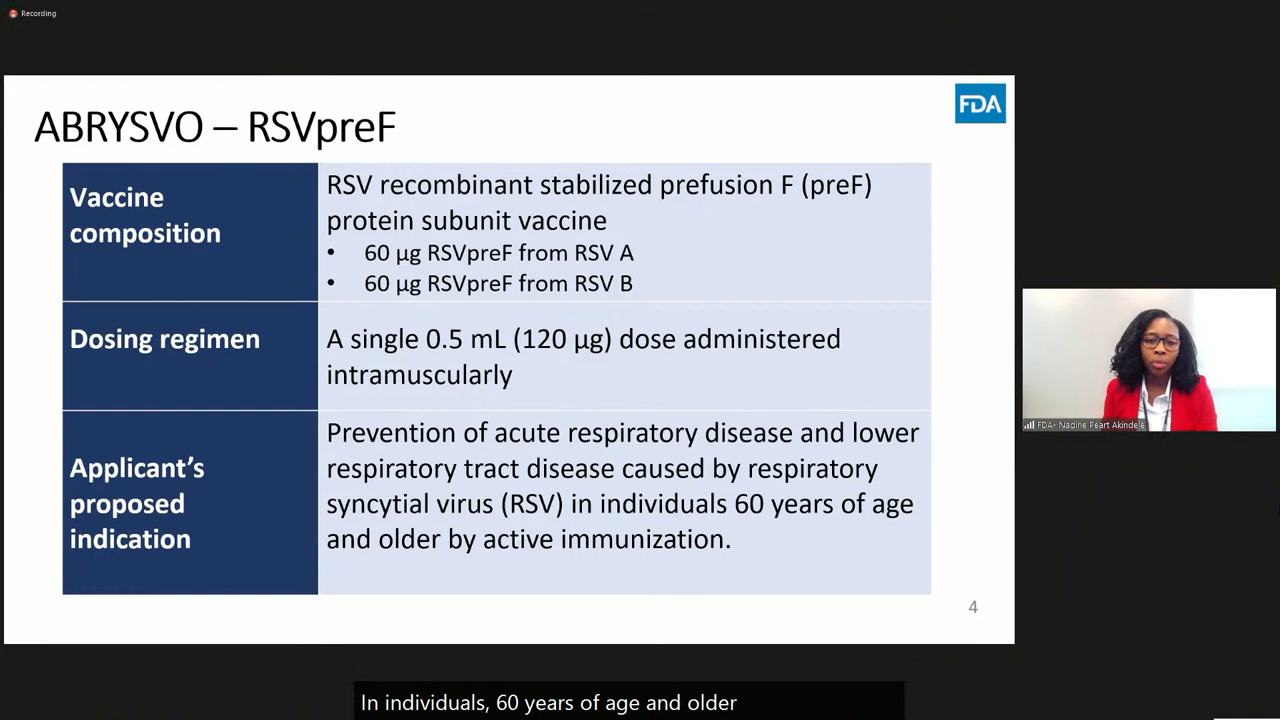 Recording
FDA
ABRYSVO – RSVpreF
Vaccine
composition
RSV recombinant stabilized prefusion F (preF)
protein subunit vaccine
• 60 µg RSVpreF from RSV A
• 60 µg RSVpreF from RSV B
Dosing regimen
A single 0.5 mL (120 µg) dose administered
intramuscularly
Applicant’s
proposed
indication
Prevention of acute respiratory disease and lower
respiratory tract disease caused by respiratory
syncytial virus (RSV) in individuals 60 years of age
and older by active immunization.
4
FDA- Nadine Peart Akindele
In individuals, 60 years of age and older